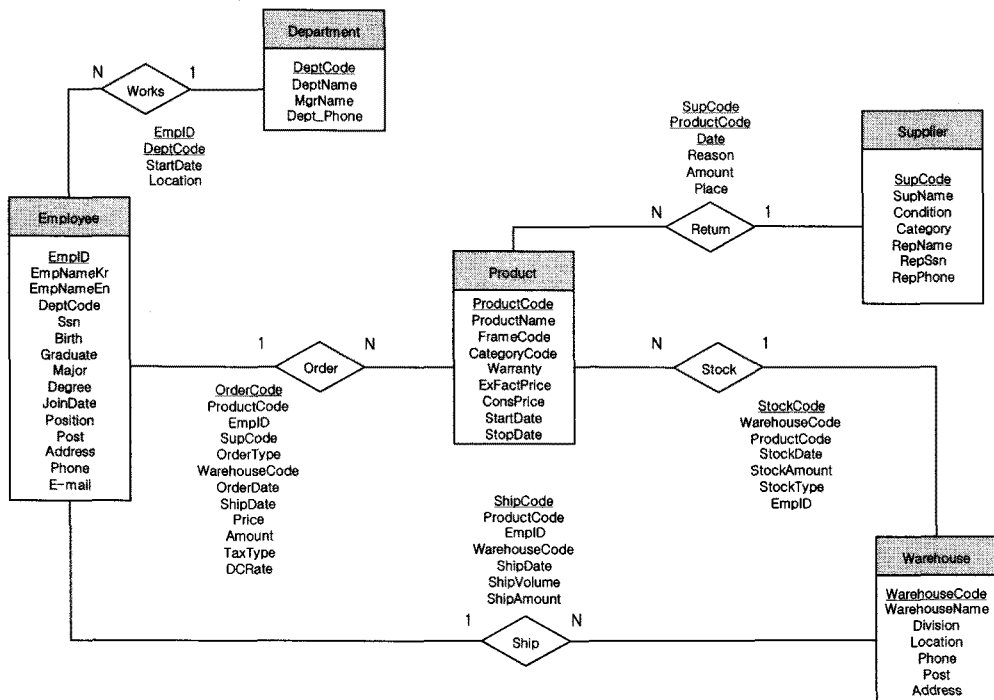 Department
DeptCode
DeptName
MgrName
Dept_Phone
N
Works
1
EmpID
DeptCode
StartDate
Location
SupCode
ProductCode
Date
Reason
Amount
Place
N
Return
1
Supplier
SupCode
SupName
Condition
Category
RepName
RepSsn
RepPhone
Employee
EmpID
EmpNameKr
EmpNameEn
DeptCode
Ssn
Birth
Graduate
Major
Degree
JoinDate
Position
Post
Address
Phone
E-mail
Product
ProductCode
ProductName
FrameCode
CategoryCode
Warranty
ExFactPrice
ConsPrice
StartDate
StopDate
1
Order
N
OrderCode
ProductCode
EmpID
SupCode
OrderType
WarehouseCode
OrderDate
ShipDate
Price
Amount
TaxType
DCRate
N
Stock
1
StockCode
WarehouseCode
ProductCode
StockDate
StockAmount
StockType
EmpID
ShipCode
ProductCode
EmpID
WarehouseCode
ShipDate
ShipVolume
ShipAmount
1
Ship
N
Warehouse
WarehouseCode
WarehouseName
Division
Location
Phone
Post
Address